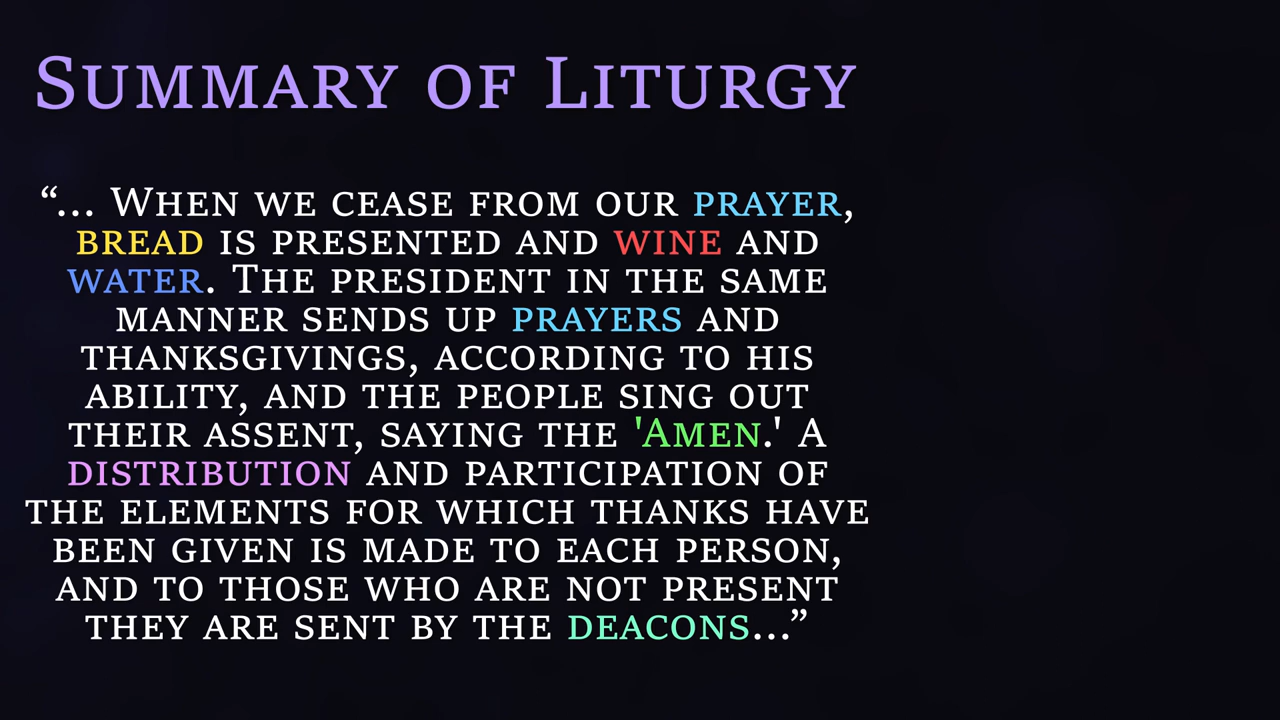 Summary of Liturgy
“... When we cease from our prayer,
bread is presented and wine and
water. The president in the same
manner sends up prayers and
thanksgivings, according to his
ability, and the people sing out
their assent, saying the 'Amen.' A
distribution and participation of
the elements for which thanks have
been given is made to each person,
and to those who are not present
they are sent by the deacons...”